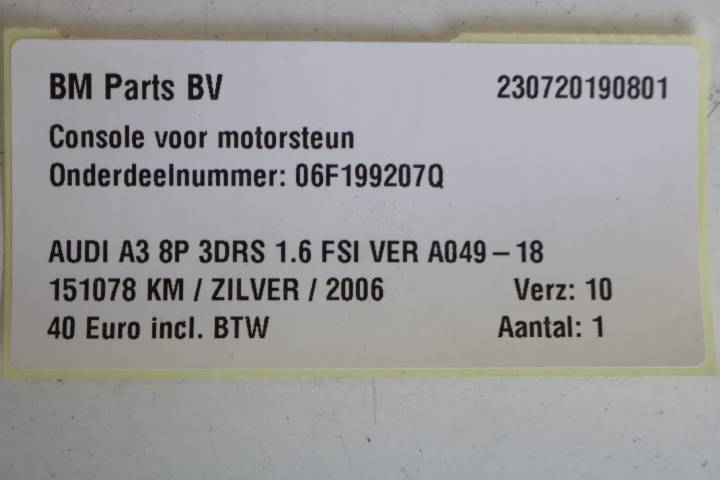 BM Parts BV 230720190801
Console voor motorsteun
Onderdeelnummer: 06F199207Q
AUDI A3 8P 3DRS 1.6 FSI VER A049-18
151078 KM / ZILVER / 2006 Verz: 10
40 Euro incl. BTW Aantal: 1